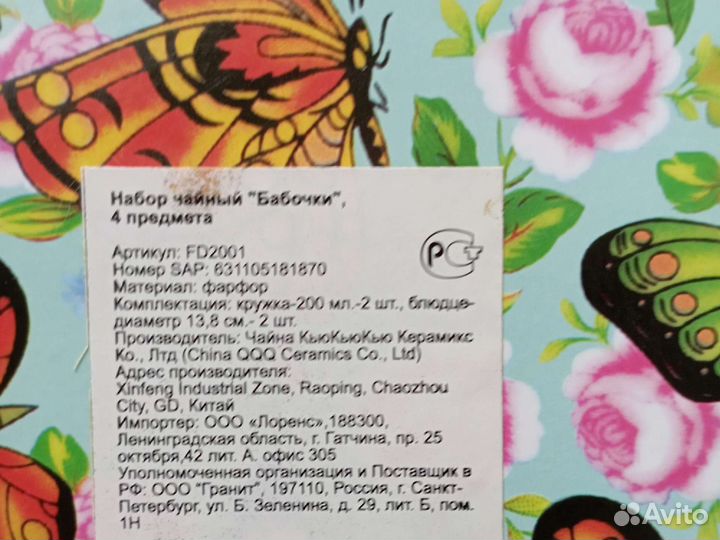 Набор чайный "Бабочки",
4 предмета
Артикул: FD2001
Номер SAP: 631105181870
Материал: фарфор
Комплектация: кружка-200 мл.-2 шт., блюдце-
диаметр 13,8 см.- 2 шт.
Производитель: Чайна КьюКьюКью Керамикс
Ко., Лтд (China QQQ Ceramics Co., Ltd)
Адрес производителя:
Xinfeng Industrial Zone, Raoping, Chaozhou
City, GD, Китай
Импортер: ООО «Лоренс»,188300,
Ленинградская область, г. Гатчина, пр. 25
октября,42 лит. А. офис 305
Уполномоченная организация и Поставщик в
РФ: ООО "Гранит", 197110, Россия, г. Санкт-
Петербург, ул. Б. Зеленина, д. 29, лит. Б, пом.
1Н
РСТ
Avito